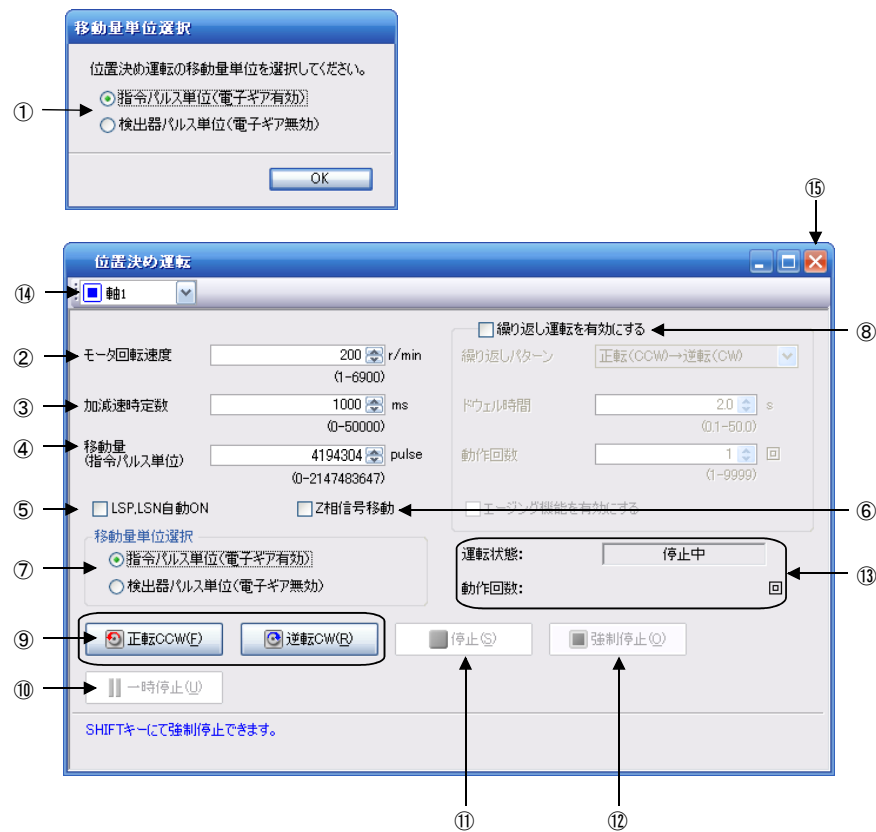 移動量単位選択
位置決め運転の移動量単位を選択してください。
① 指令パルス単位(電子ギア有効)
検出器パルス単位(電子ギア無効)
OK
⑮
位置決め運転
⑭ 軸1
② モータ回転速度 200 r/min
(1-6900)
③ 加減速時定数 1000 ms
(0-50000)
④ 移動量
(指令パルス単位) 4194304 pulse
(0-2147483647)
⑤ LSP,LSN自動ON
Z相信号移動 ⑥
移動量単位選択
⑦ 指令パルス単位(電子ギア有効)
検出器パルス単位(電子ギア無効)
繰り返し運転を有効にする ⑧
繰り返しパターン 正転(CCW)→逆転(CW)
ドウェル時間 2.0 s
(0.1-50.0)
動作回数 1 回
(1-9999)
エージング機能を有効にする
運転状態: 停止中
⑬
動作回数: 回
⑨ 正転CCW(F) 逆転CW(R) 停止(S) 強制停止(O)
⑩ 一時停止(U)
SHIFTキーにて強制停止できます。
⑪ ⑫